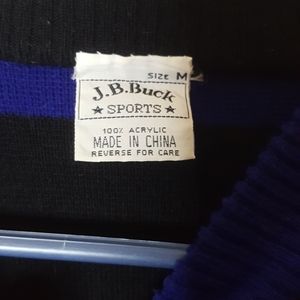 SIZE M
J.B.Buck
★ SPORTS ★
100% ACRYLIC
MADE IN CHINA
REVERSE FOR CARE